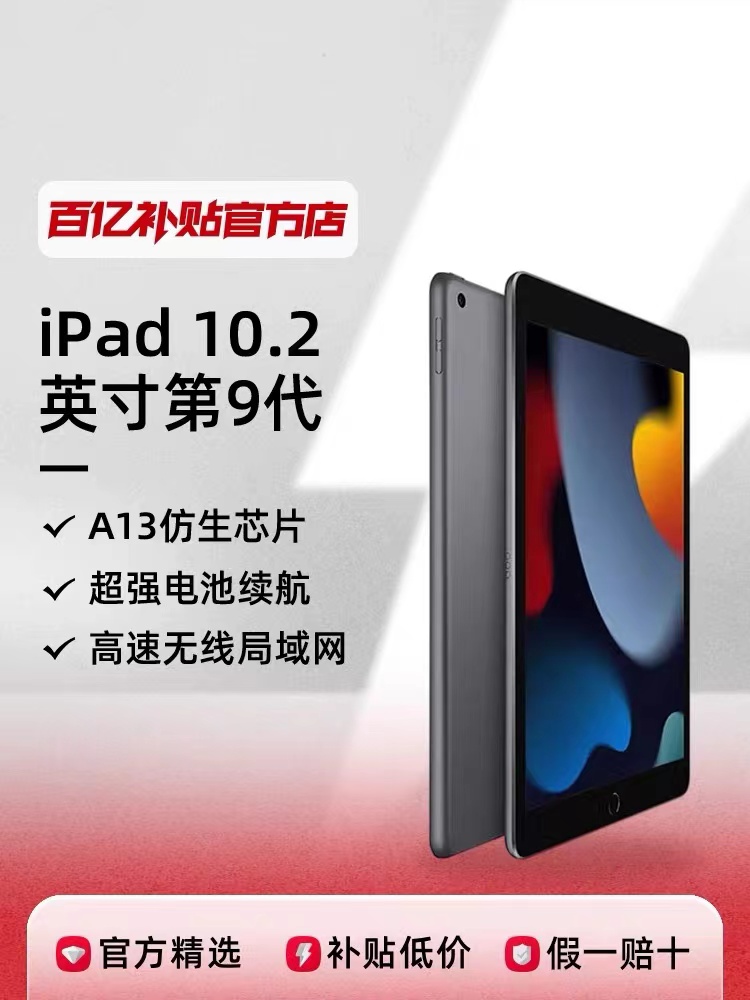 百亿补贴官方店
iPad 10.2
英寸第9代
A13仿生芯片
超强电池续航
高速无线局域网
官方精选
补贴低价
假一赔十